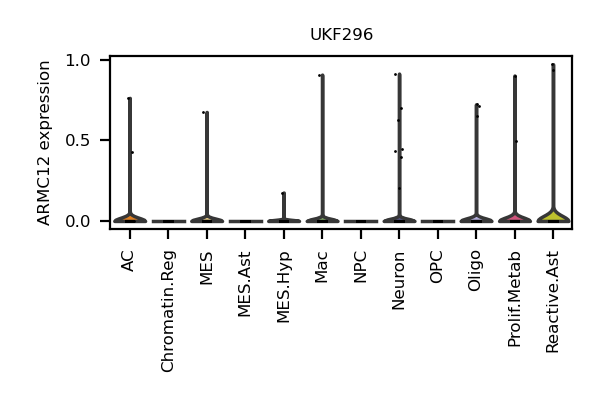 UKF296
ARMC12 expression
1.0
0.5
0.0
AC
Chromatin.Reg
MES
MES.Ast
MES.Hyp
Mac
NPC
Neuron
OPC
Oligo
Prolif.Metab
Reactive.Ast